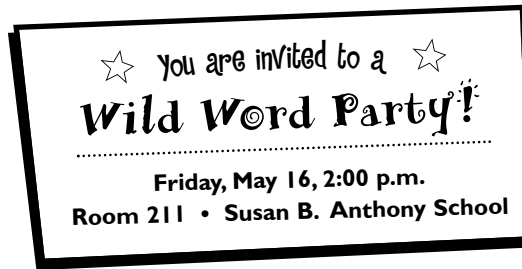 you are invited to a
Wild Word Party!
Friday, May 16, 2:00 p.m.
Room 211 • Susan B. Anthony School